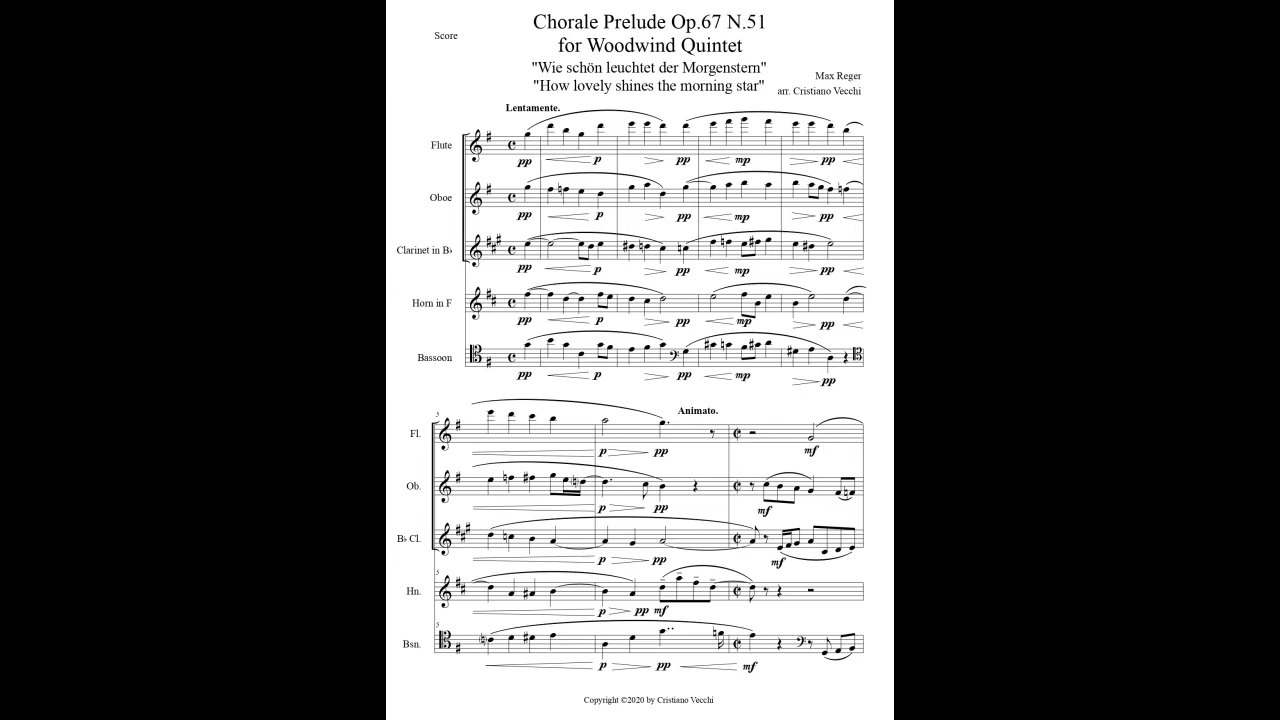 Chorale Prelude Op.67 N.51
Score
for Woodwind Quintet
"Wie schön leuchtet der Morgenstern"
Max Reger
"How lovely shines the morning star"
arr. Cristiano Vecchi
Lentamente.
Flute
pp p pp mp pp
Oboe
pp p pp mp pp
Clarinet in B♭
pp p pp mp pp
Horn in F
pp p pp mp pp
Bassoon
pp p pp mp pp
Animato.
5
Fl.
p pp mf
Ob.
p pp mf
B♭ Cl.
p pp mf
5
Hn.
p pp mf
5
Bsn.
p pp mf
Copyright ©2020 by Cristiano Vecchi